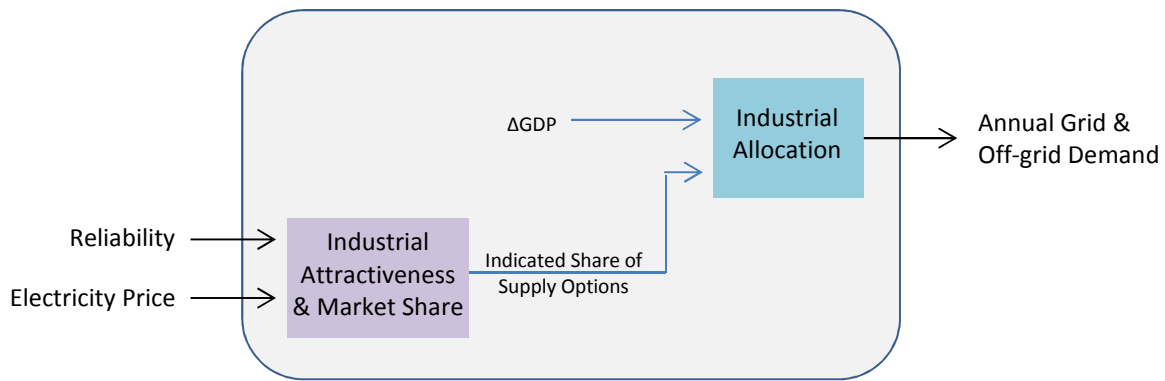 Industrial
Allocation
ΔGDP
Annual Grid &
Off-grid Demand
Reliability
Electricity Price
Industrial
Attractiveness
& Market Share
Indicated Share of
Supply Options